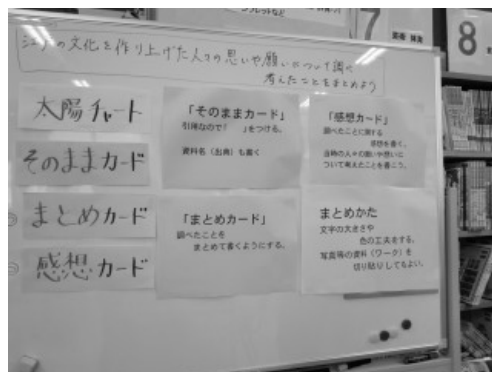 江戸の文化を作り上げた人々の思いや願いについて調べ
考えたことをまとめよう
太陽チャート
そのままカード
まとめカード
感想カード
「そのままカード」
引用なので「　」をつける。
資料名（出典）も書く
「感想カード」
調べたことに関する
感想を書く。
当時の人々の願いや想いに
ついて考えたことを書こう。
「まとめカード」
調べたことを
まとめて書くようにする。
まとめかた
文字の大きさや
色の工夫をする。
写真等の資料（ワーク）を
切り貼りしてもよい。
7
8